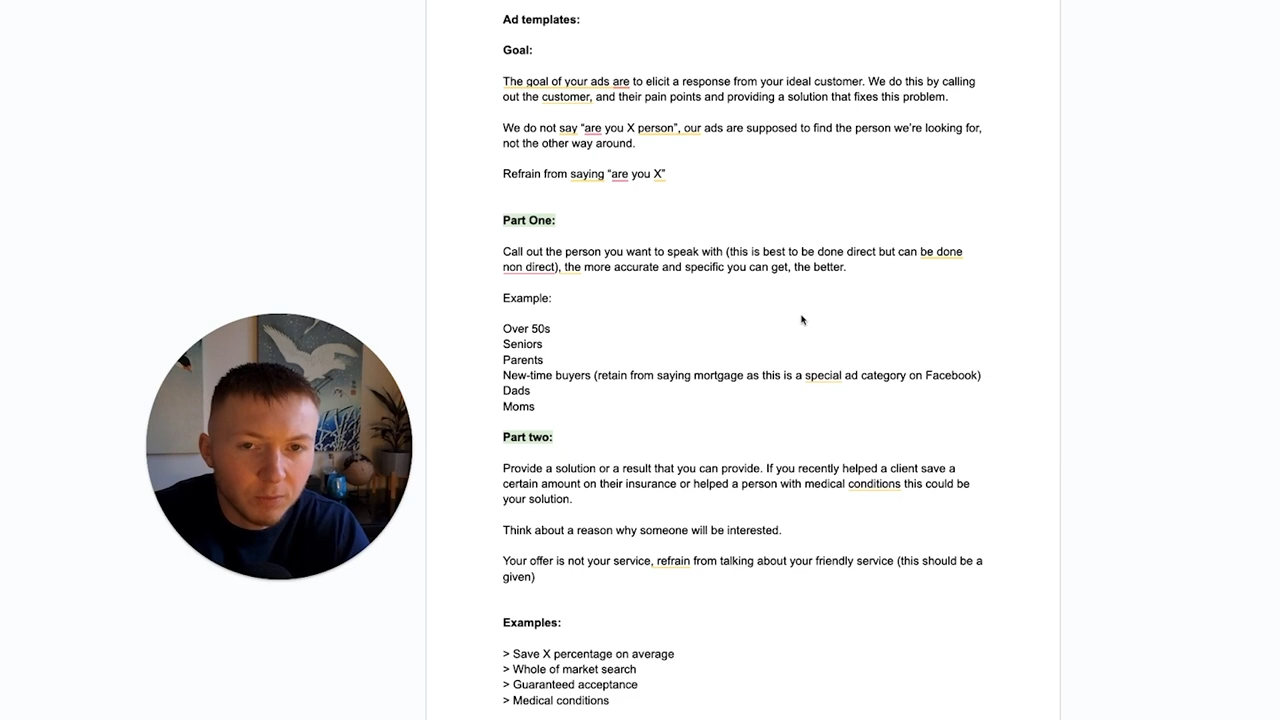 Ad templates:
Goal:
The goal of your ads are to elicit a response from your ideal customer. We do this by calling
out the customer, and their pain points and providing a solution that fixes this problem.
We do not say “are you X person”, our ads are supposed to find the person we’re looking for,
not the other way around.
Refrain from saying “are you X”
Part One:
Call out the person you want to speak with (this is best to be done direct but can be done
non direct), the more accurate and specific you can get, the better.
Example:
Over 50s
Seniors
Parents
New-time buyers (retain from saying mortgage as this is a special ad category on Facebook)
Dads
Moms
Part two:
Provide a solution or a result that you can provide. If you recently helped a client save a
certain amount on their insurance or helped a person with medical conditions this could be
your solution.
Think about a reason why someone will be interested.
Your offer is not your service, refrain from talking about your friendly service (this should be a
given)
Examples:
> Save X percentage on average
> Whole of market search
> Guaranteed acceptance
> Medical conditions